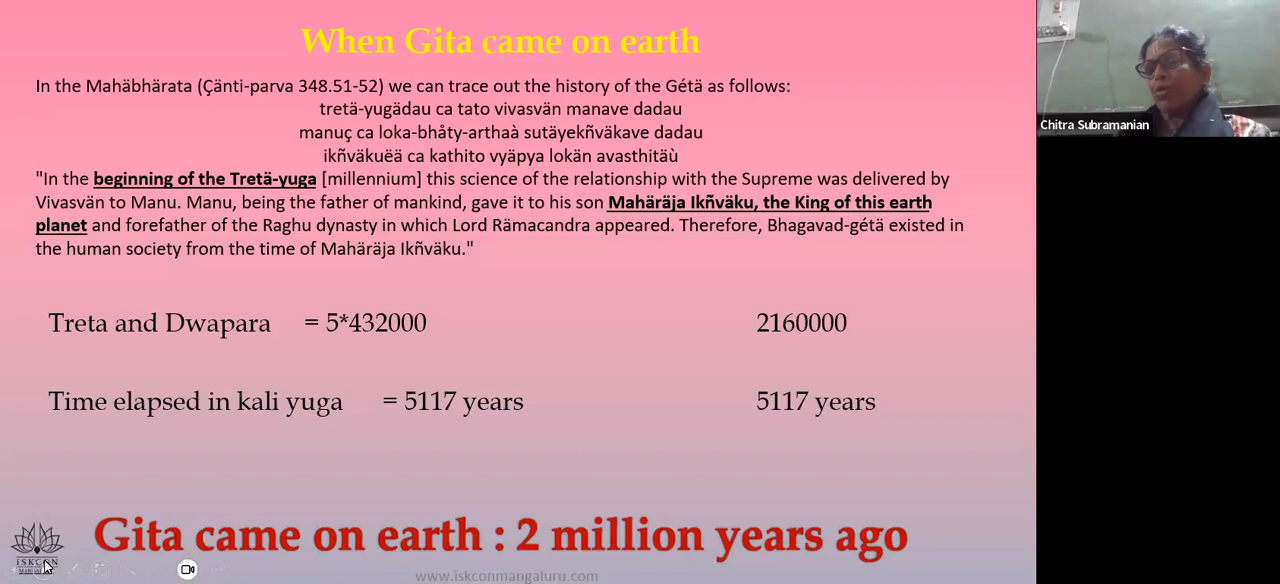 When Gita came on earth
In the Mahäbhärata (Çänti-parva 348.51-52) we can trace out the history of the Gétä as follows:
tretä-yugädau ca tato vivasvän manave dadau
manuç ca loka-bhåty-arthaà sutäyekñväkave dadau
ikñväkuëä ca kathito vyäpya lokän avasthitäù
"In the beginning of the Tretä-yuga [millennium] this science of the relationship with the Supreme was delivered by
Vivasvän to Manu. Manu, being the father of mankind, gave it to his son Mahäräja Ikñväku, the King of this earth
planet and forefather of the Raghu dynasty in which Lord Rämacandra appeared. Therefore, Bhagavad-gétä existed in
the human society from the time of Mahäräja Ikñväku."
Treta and Dwapara = 5*432000 2160000
Time elapsed in kali yuga = 5117 years 5117 years
Gita came on earth : 2 million years ago
ISKCON
www.iskconmangaluru.com
Chitra Subramanian